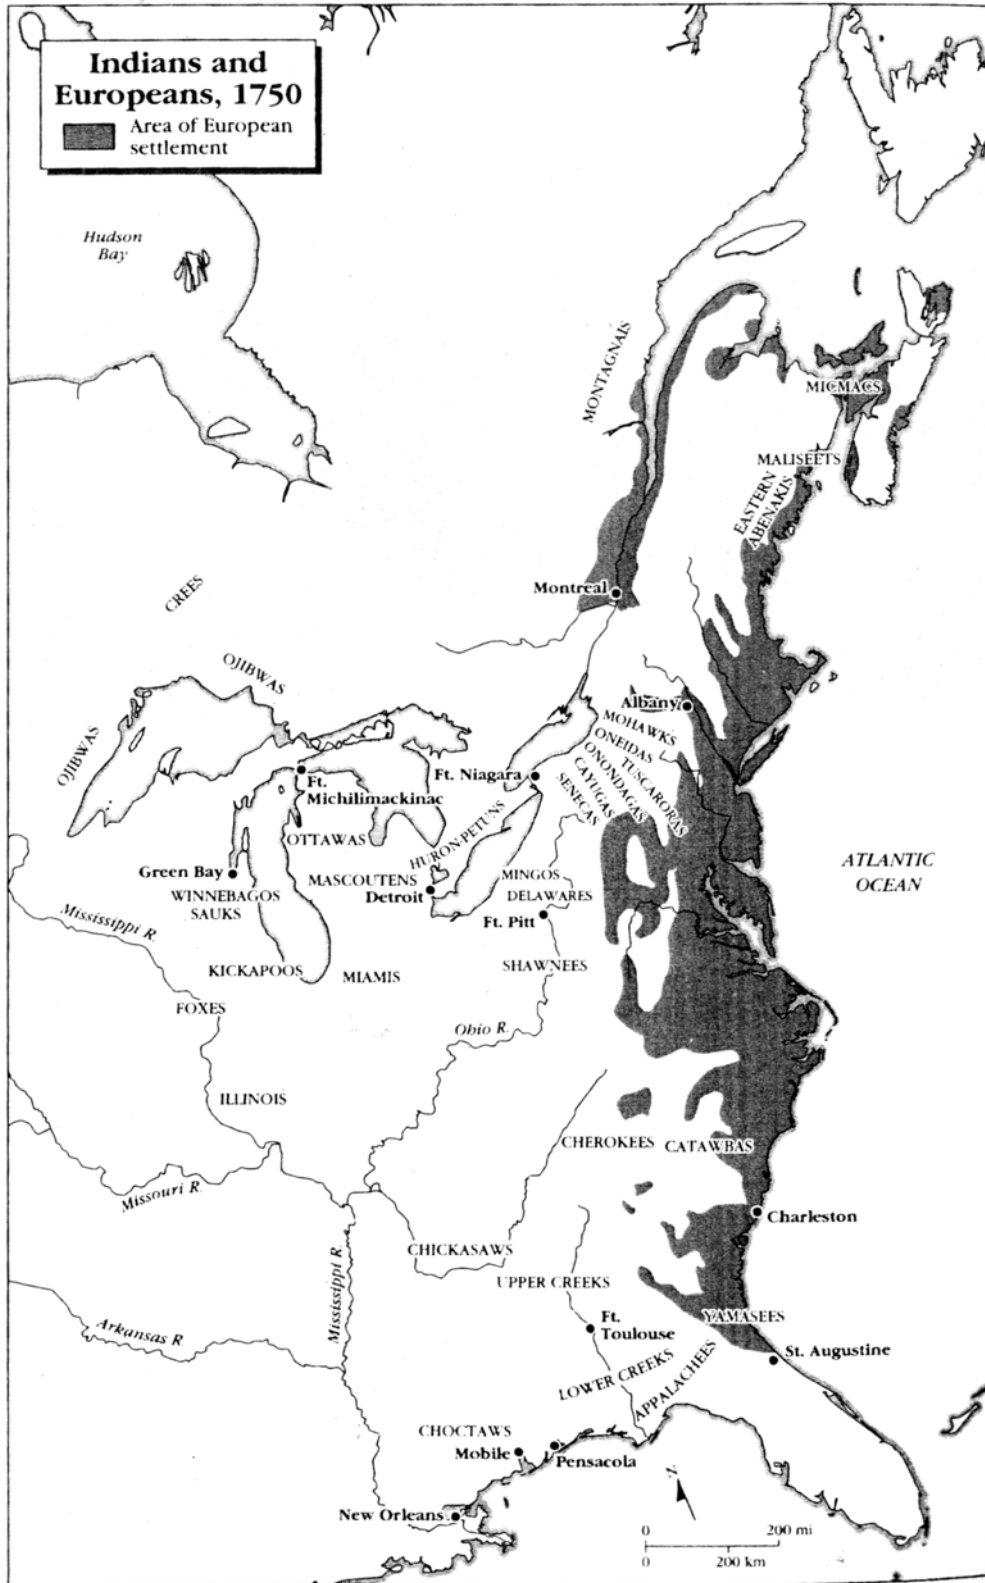 Indians and
Europeans, 1750
Area of European
settlement
Hudson
Bay
MONTAGNAIS
MICMACS
MALISEETS
EASTERN
ABENAKIS
Montreal
CREES
OJIBWAS
OJIBWAS
Albany
MOHAWKS
ONEIDAS
TUSCARORAS
ONONDAGAS
CAYUGAS
SENECAS
Ft. Niagara
Ft.
Michilimackinac
OTTAWAS
HURON-PETUNS
Green Bay
WINNEBAGOS
SAUKS
MASCOUTENS
Detroit
MINGOS
DELAWARES
Ft. Pitt
ATLANTIC
OCEAN
Mississippi R.
KICKAPOOS
MIAMIS
SHAWNEES
FOXES
Ohio R.
ILLINOIS
CHEROKEES
CATAWBAS
Missouri R.
Charleston
CHICKASAWS
Mississippi R.
UPPER CREEKS
YAMASEES
Ft.
Toulouse
Arkansas R.
St. Augustine
LOWER CREEKS
APPALACHEES
CHOCTAWS
Mobile
Pensacola
New Orleans
N
0
200 mi
0
200 km